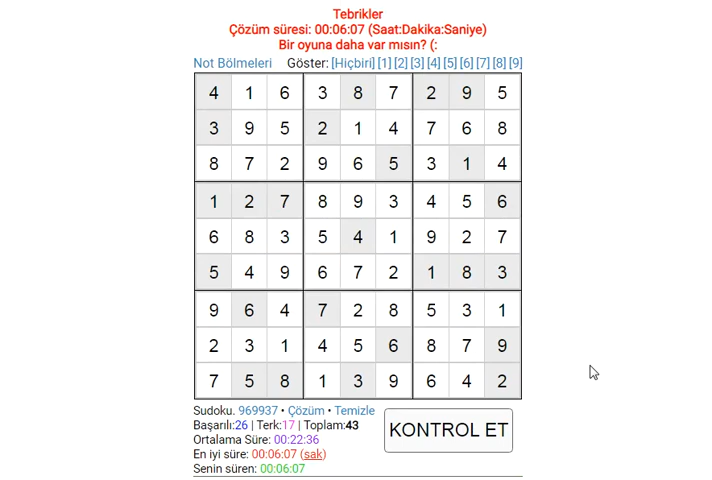 Tebrikler
Çözüm süresi: 00:06:07 (Saat:Dakika:Saniye)
Bir oyuna daha var mısın? (:
Not Bölmeleri Göster: [Hiçbiri] [1] [2] [3] [4] [5] [6] [7] [8] [9]
4 1 6 3 8 7 2 9 5
3 9 5 2 1 4 7 6 8
8 7 2 9 6 5 3 1 4
1 2 7 8 9 3 4 5 6
6 8 3 5 4 1 9 2 7
5 4 9 6 7 2 1 8 3
9 6 4 7 2 8 5 3 1
2 3 1 4 5 6 8 7 9
7 5 8 1 3 9 6 4 2
Sudoku. 969937 • Çözüm • Temizle
Başarılı:26 | Terk:17 | Toplam:43
Ortalama Süre: 00:22:36
En iyi süre: 00:06:07 (sak)
Senin süren: 00:06:07
KONTROL ET